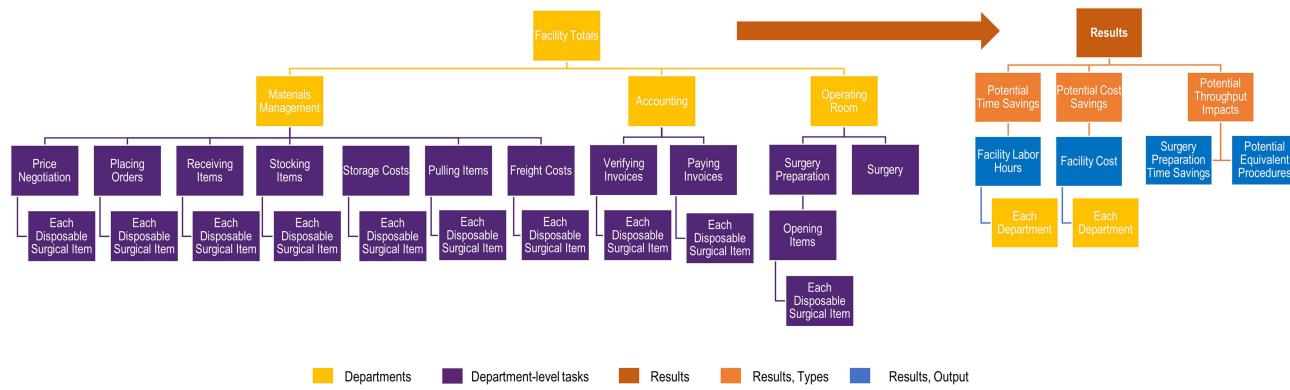 Facility Totals
Results
Materials
Management
Accounting
Operating
Room
Potential
Time Savings
Potential Cost
Savings
Potential
Throughput
Impacts
Price
Negotiation
Placing
Orders
Receiving
Items
Stocking
Items
Storage Costs
Pulling Items
Freight Costs
Verifying
Invoices
Paying
Invoices
Surgery
Preparation
Surgery
Facility Labor
Hours
Facility Cost
Surgery
Preparation
Time Savings
Potential
Equivalent
Procedures
Each Disposable
Surgical Item
Each Disposable
Surgical Item
Each Disposable
Surgical Item
Each Disposable
Surgical Item
Each Disposable
Surgical Item
Each Disposable
Surgical Item
Each Disposable
Surgical Item
Each Disposable
Surgical Item
Each Disposable
Surgical Item
Opening
Items
Each
Department
Each
Department
Each
Disposable
Surgical Item
Departments
Department-level tasks
Results
Results, Types
Results, Output